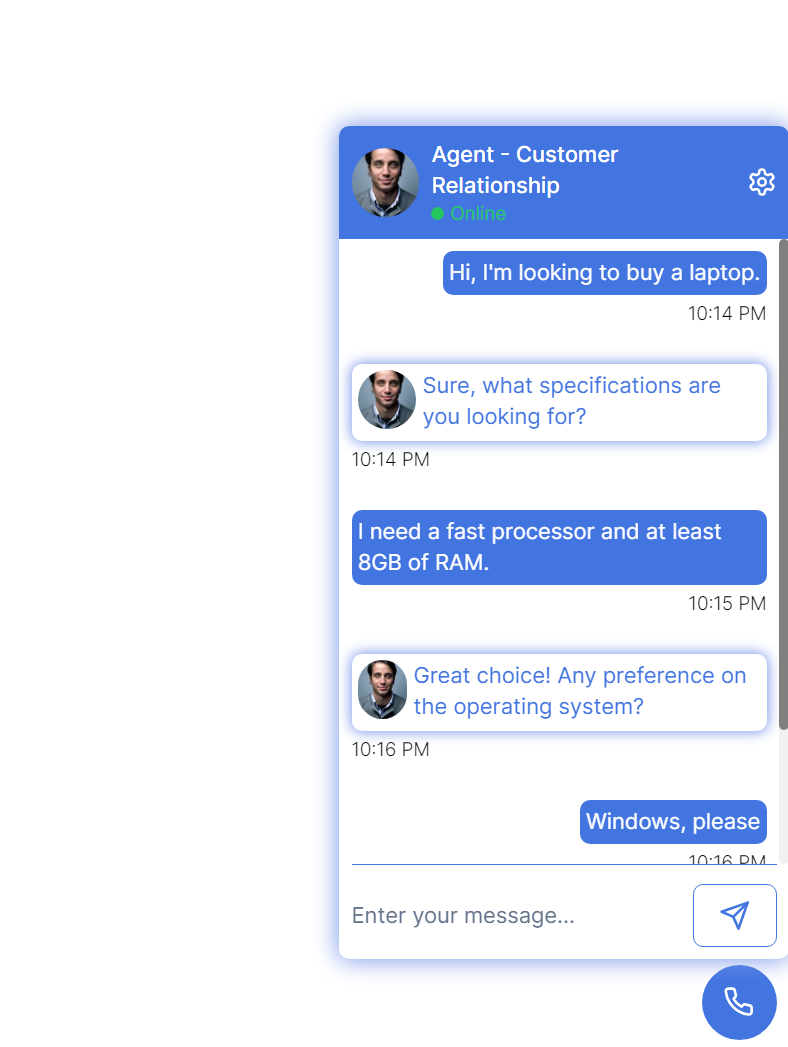 Agent - Customer
Relationship
Online
Hi, I'm looking to buy a laptop.
10:14 PM
Sure, what specifications are
you looking for?
10:14 PM
I need a fast processor and at least
8GB of RAM.
10:15 PM
Great choice! Any preference on
the operating system?
10:16 PM
Windows, please
10:16 PM
Enter your message...